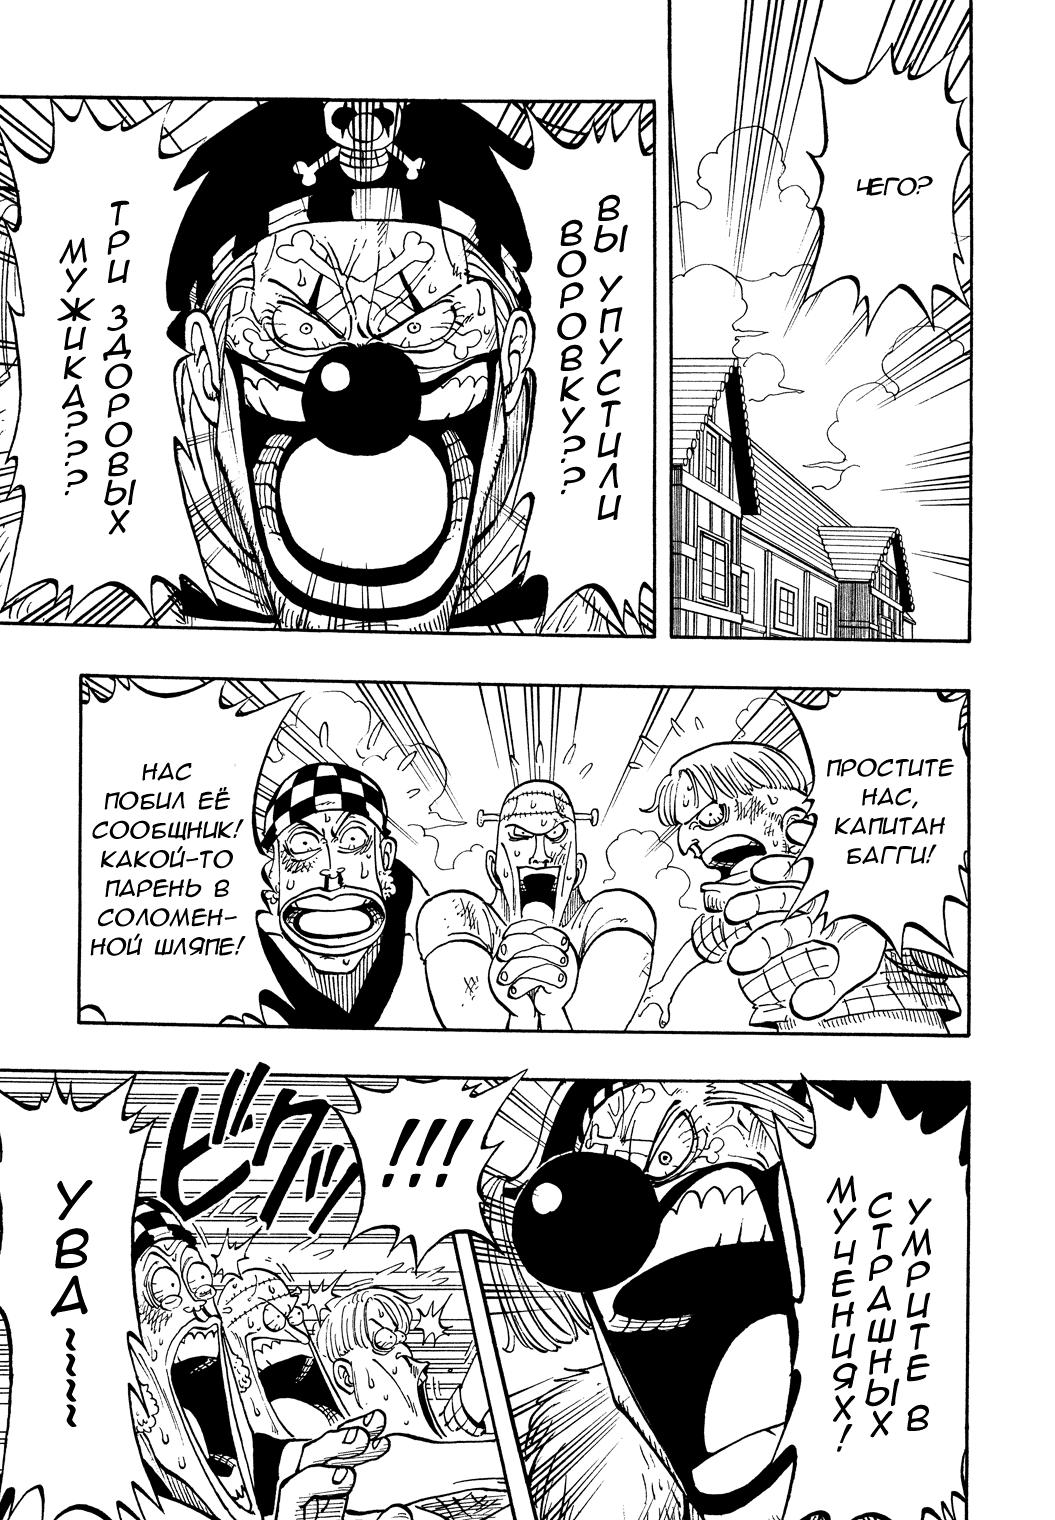 ЧЕГО?
ВЫ УПУСТИЛИ
ВОРОВКУ??
ТРИ ЗДОРОВЫХ
МУЖИКА???
ПРОСТИТЕ
НАС,
КАПИТАН
БАГГИ!
НАС
ПОБИЛ ЕЁ
СООБЩНИК!
КАКОЙ-ТО
ПАРЕНЬ В
СОЛОМЕН-
НОЙ ШЛЯПЕ!
УМРИТЕ В
СТРАШНЫХ
МУЧЕНИЯХ!
!!!
ビクッ
УВА~~~~